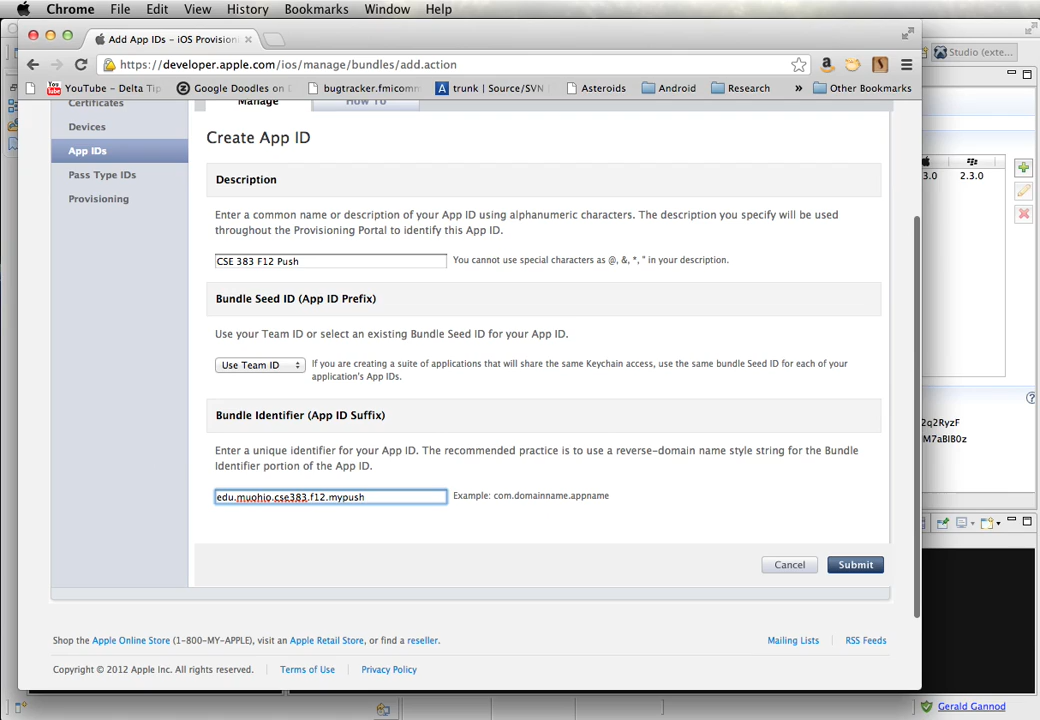 Chrome File Edit View History Bookmarks Window Help
Add App IDs – iOS Provision
https://developer.apple.com/ios/manage/bundles/add.action
YouTube – Delta Tip
Google Doodles on
bugtracker.fmicomm
trunk | Source/SVN
Asteroids
Android
Research
»
Other Bookmarks
Studio (exte...
Certificates
Devices
App IDs
Pass Type IDs
Provisioning
Manage
How To
Create App ID
Description
Enter a common name or description of your App ID using alphanumeric characters. The description you specify will be used
throughout the Provisioning Portal to identify this App ID.
CSE 383 F12 Push
You cannot use special characters as @, &, *, " in your description.
Bundle Seed ID (App ID Prefix)
Use your Team ID or select an existing Bundle Seed ID for your App ID.
Use Team ID
If you are creating a suite of applications that will share the same Keychain access, use the same bundle Seed ID for each of your
application's App IDs.
Bundle Identifier (App ID Suffix)
Enter a unique identifier for your App ID. The recommended practice is to use a reverse-domain name style string for the Bundle
Identifier portion of the App ID.
edu.muohio.cse383.f12.mypush
Example: com.domainname.appname
Cancel
Submit
Shop the Apple Online Store (1-800-MY-APPLE), visit an Apple Retail Store, or find a reseller.
Mailing Lists
RSS Feeds
Copyright © 2012 Apple Inc. All rights reserved.
Terms of Use
Privacy Policy
.3.0
2.3.0
2q2RyzF
M7aBI80z
Gerald Gannod